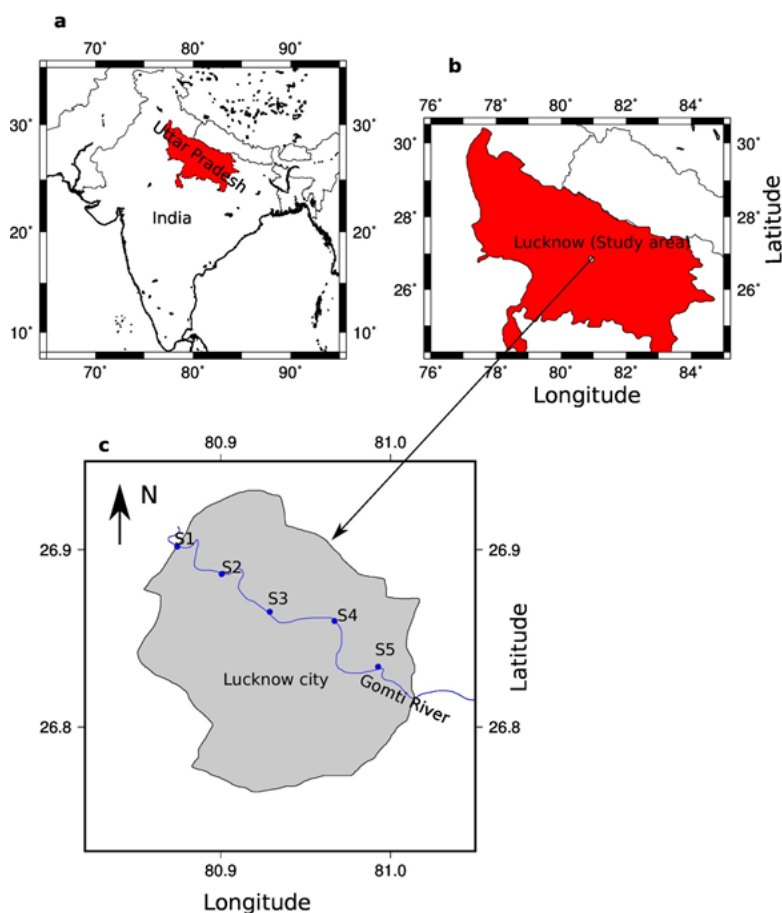 a
70° 80° 90°
30°
20°
10°
Uttar Pradesh
India
70° 80° 90°
b
76° 78° 80° 82° 84°
30°
28°
26°
30°
28°
26°
Lucknow (Study area)
Latitude
76° 78° 80° 82° 84°
Longitude
c
80.9 81.0
N
26.9
26.8
26.9
26.8
S1
S2
S3
S4
S5
Lucknow city
Gomti River
Latitude
80.9 81.0
Longitude